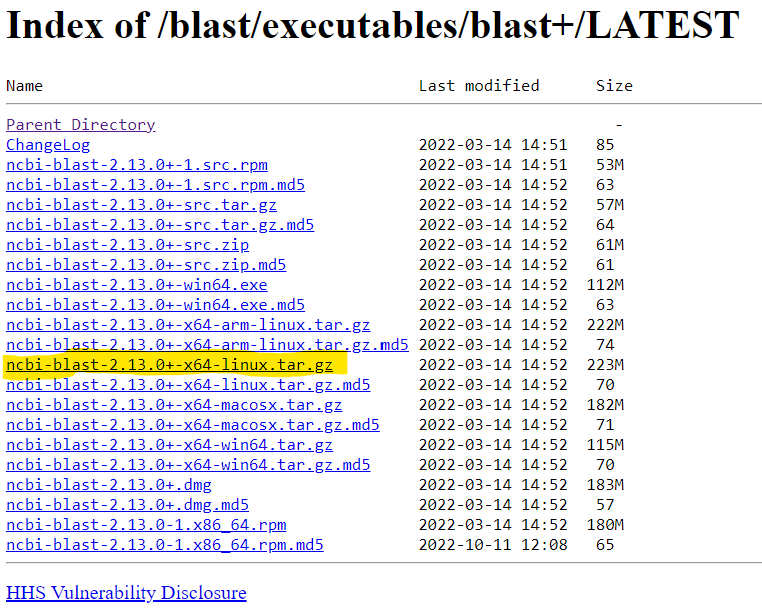 Index of /blast/executables/blast+/LATEST
Name Last modified Size
Parent Directory -
ChangeLog 2022-03-14 14:51 85
ncbi-blast-2.13.0+-1.src.rpm 2022-03-14 14:51 53M
ncbi-blast-2.13.0+-1.src.rpm.md5 2022-03-14 14:52 63
ncbi-blast-2.13.0+-src.tar.gz 2022-03-14 14:52 57M
ncbi-blast-2.13.0+-src.tar.gz.md5 2022-03-14 14:52 64
ncbi-blast-2.13.0+-src.zip 2022-03-14 14:52 61M
ncbi-blast-2.13.0+-src.zip.md5 2022-03-14 14:52 61
ncbi-blast-2.13.0+-win64.exe 2022-03-14 14:52 112M
ncbi-blast-2.13.0+-win64.exe.md5 2022-03-14 14:52 63
ncbi-blast-2.13.0+-x64-arm-linux.tar.gz 2022-03-14 14:52 222M
ncbi-blast-2.13.0+-x64-arm-linux.tar.gz.md5 2022-03-14 14:52 74
ncbi-blast-2.13.0+-x64-linux.tar.gz 2022-03-14 14:52 223M
ncbi-blast-2.13.0+-x64-linux.tar.gz.md5 2022-03-14 14:52 70
ncbi-blast-2.13.0+-x64-macosx.tar.gz 2022-03-14 14:52 182M
ncbi-blast-2.13.0+-x64-macosx.tar.gz.md5 2022-03-14 14:52 71
ncbi-blast-2.13.0+-x64-win64.tar.gz 2022-03-14 14:52 115M
ncbi-blast-2.13.0+-x64-win64.tar.gz.md5 2022-03-14 14:52 70
ncbi-blast-2.13.0+.dmg 2022-03-14 14:52 183M
ncbi-blast-2.13.0+.dmg.md5 2022-03-14 14:52 57
ncbi-blast-2.13.0-1.x86_64.rpm 2022-03-14 14:52 180M
ncbi-blast-2.13.0-1.x86_64.rpm.md5 2022-10-11 12:08 65
HHS Vulnerability Disclosure